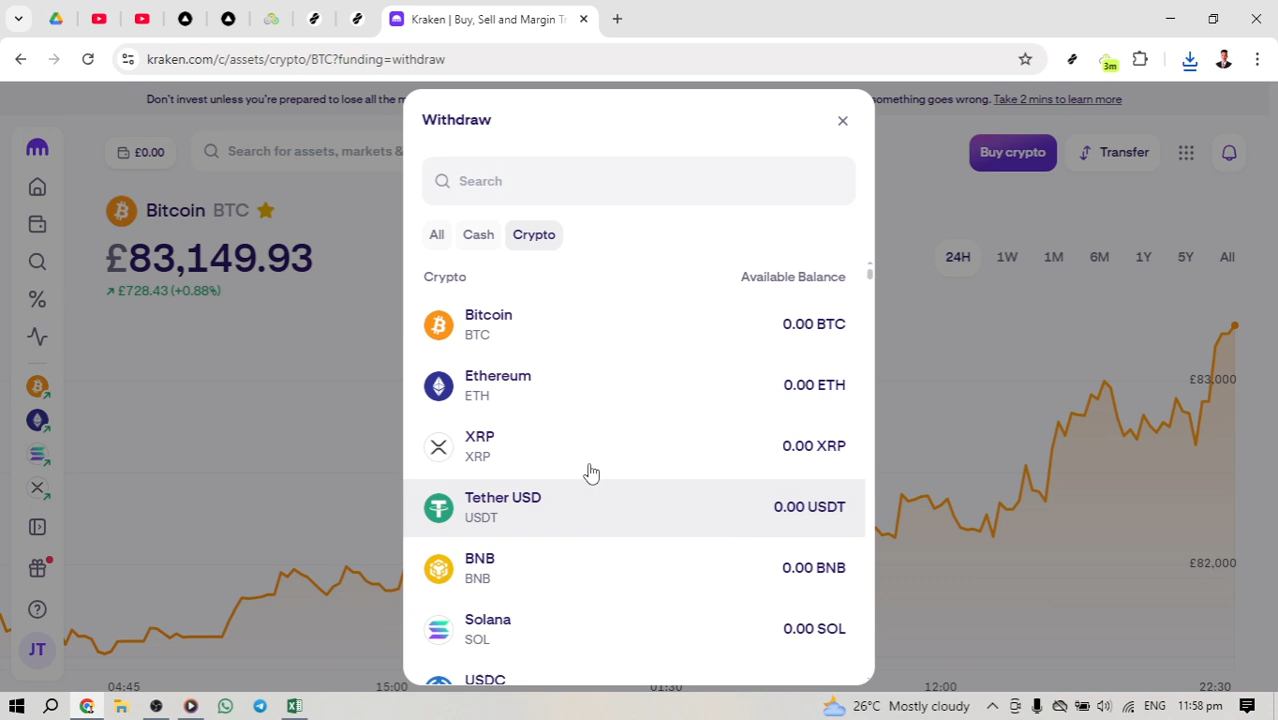 Kraken | Buy, Sell and Margin Tr
kraken.com/c/assets/crypto/BTC?funding=withdraw
3m
Don't invest unless you're prepared to lose all the m
something goes wrong. Take 2 mins to learn more
£0.00
Search for assets, markets &
Buy crypto
Transfer
Bitcoin BTC
£83,149.93
£728.43 (+0.88%)
24H 1W 1M 6M 1Y 5Y All
Withdraw
Search
All Cash Crypto
Crypto Available Balance
Bitcoin
BTC
0.00 BTC
Ethereum
ETH
0.00 ETH
XRP
XRP
0.00 XRP
Tether USD
USDT
0.00 USDT
BNB
BNB
0.00 BNB
Solana
SOL
0.00 SOL
USDC
£83,000
£82,000
JT
04:45 15:00 01:30 12:00 22:30
26°C Mostly cloudy
ENG 11:58 pm